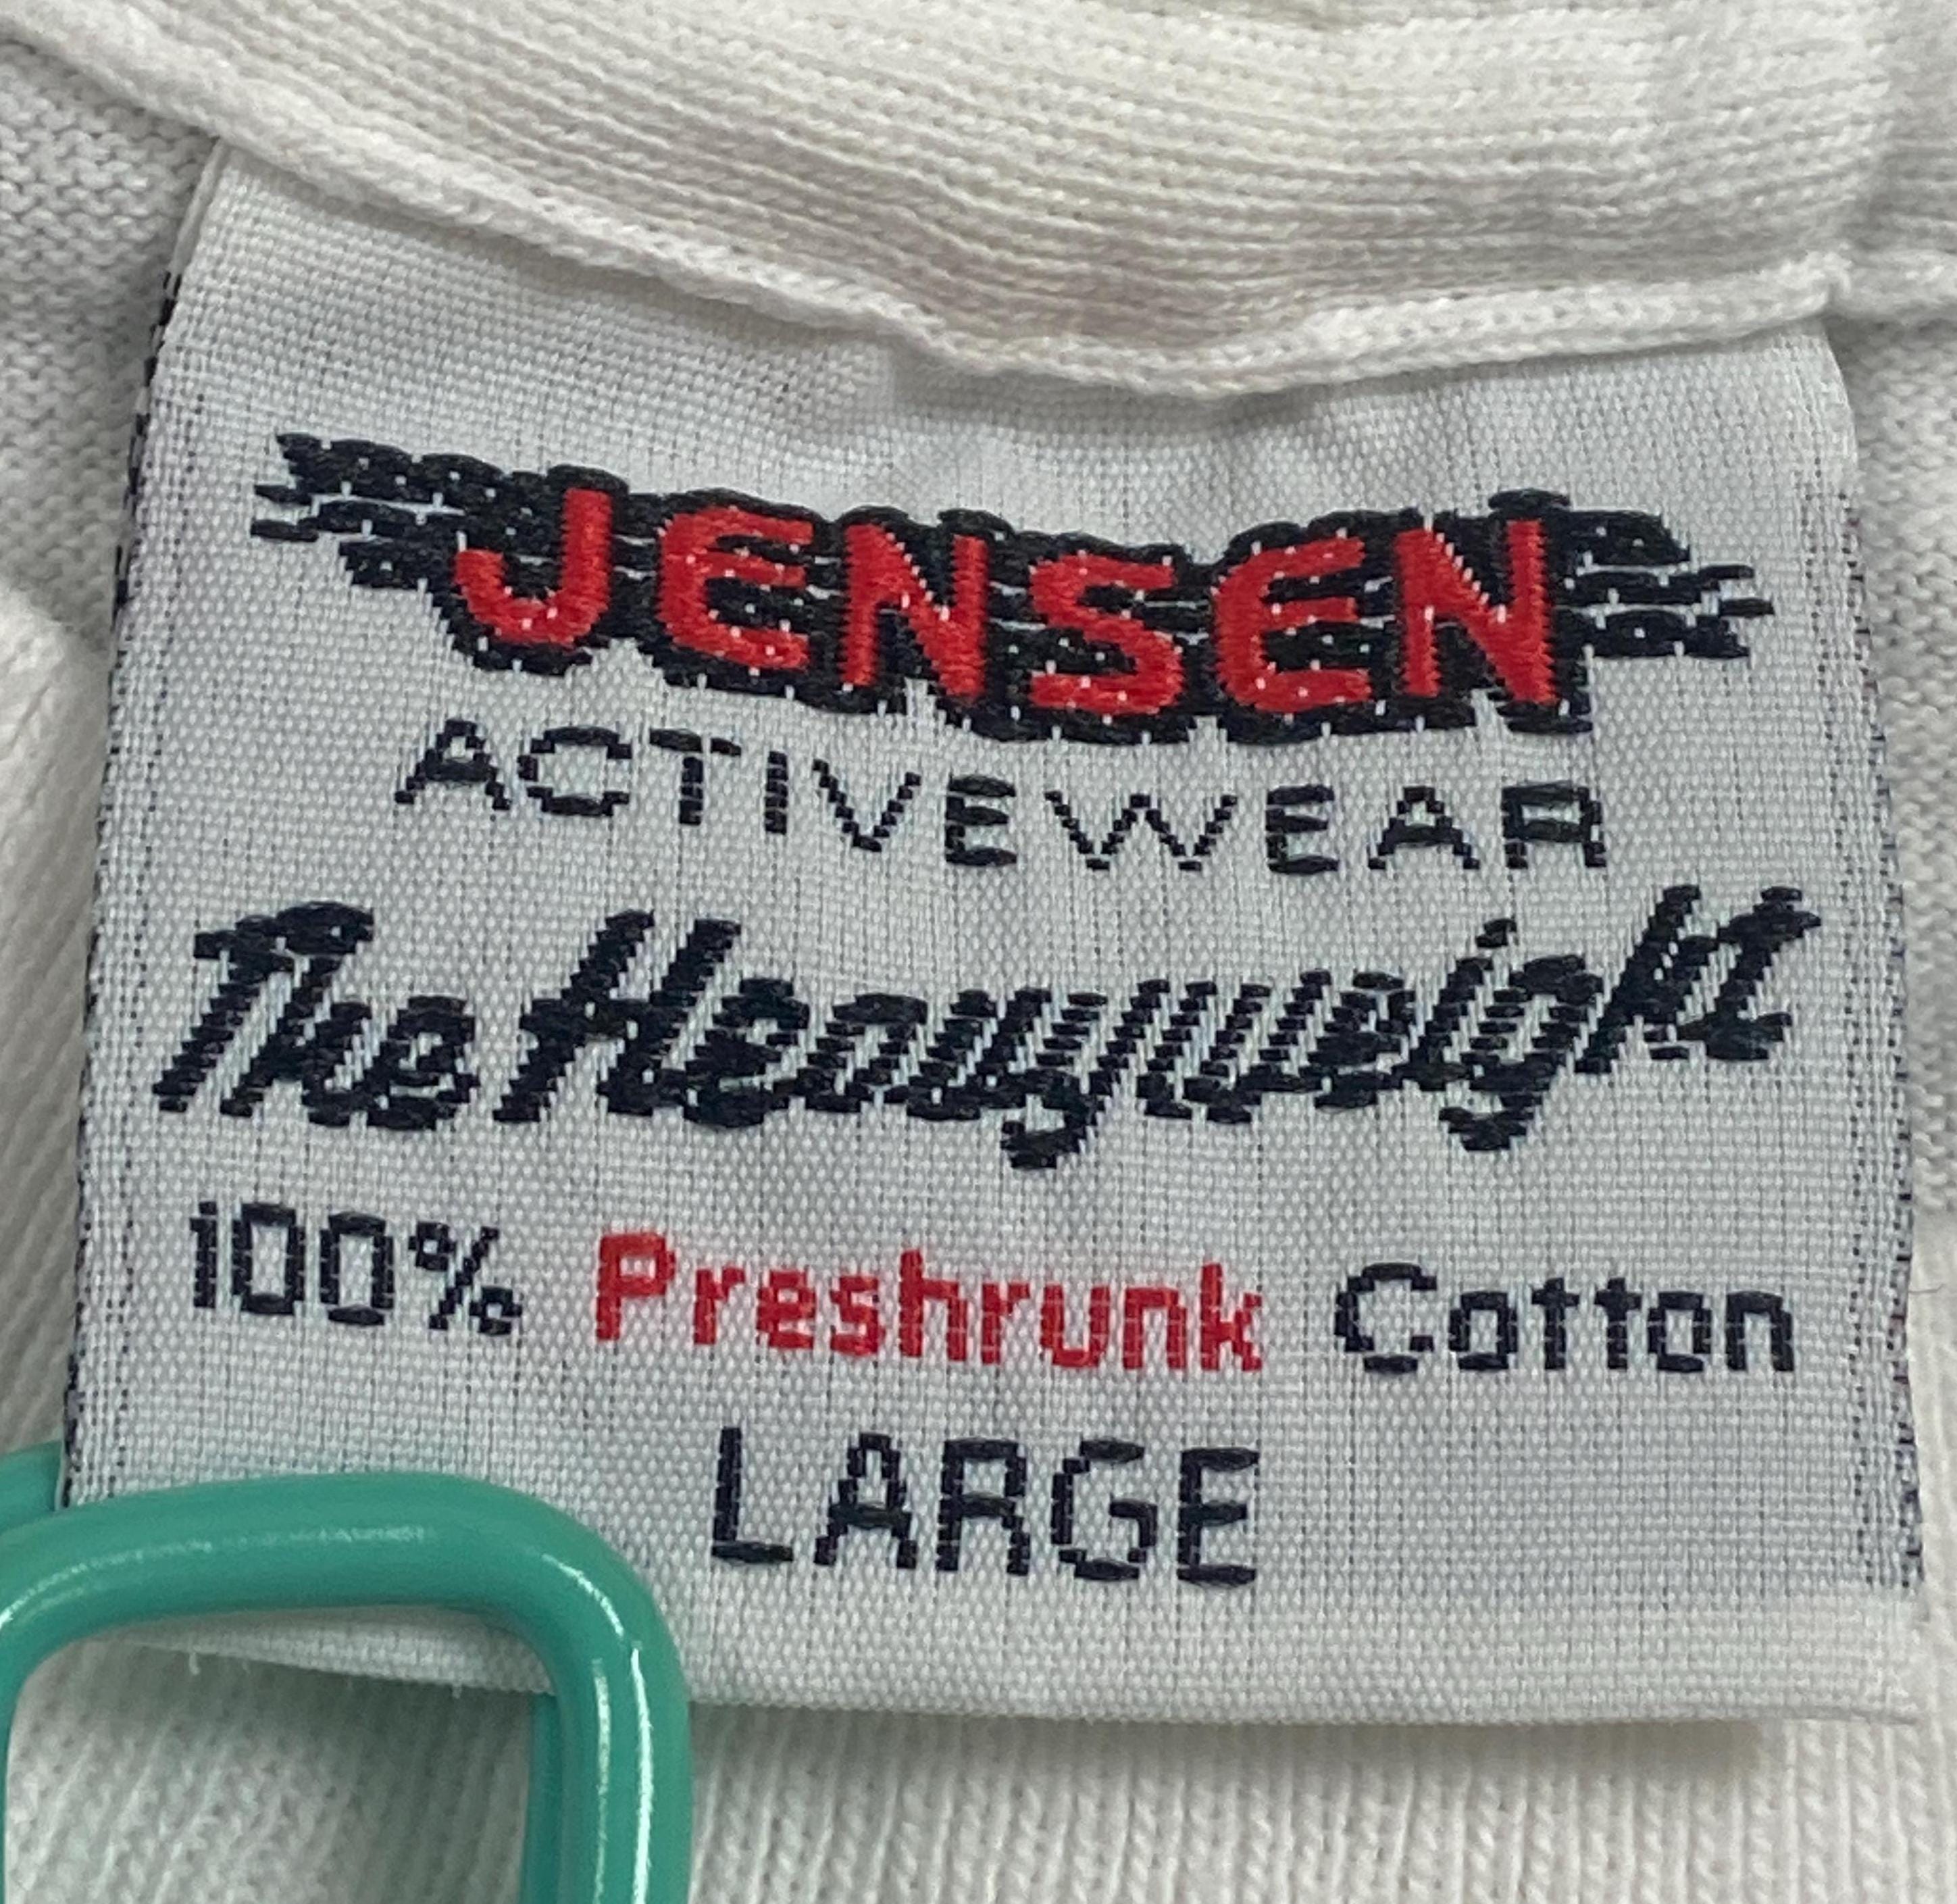 JENSEN
ACTIVEWEAR
The Heavyweight
100% Preshrunk Cotton
LARGE